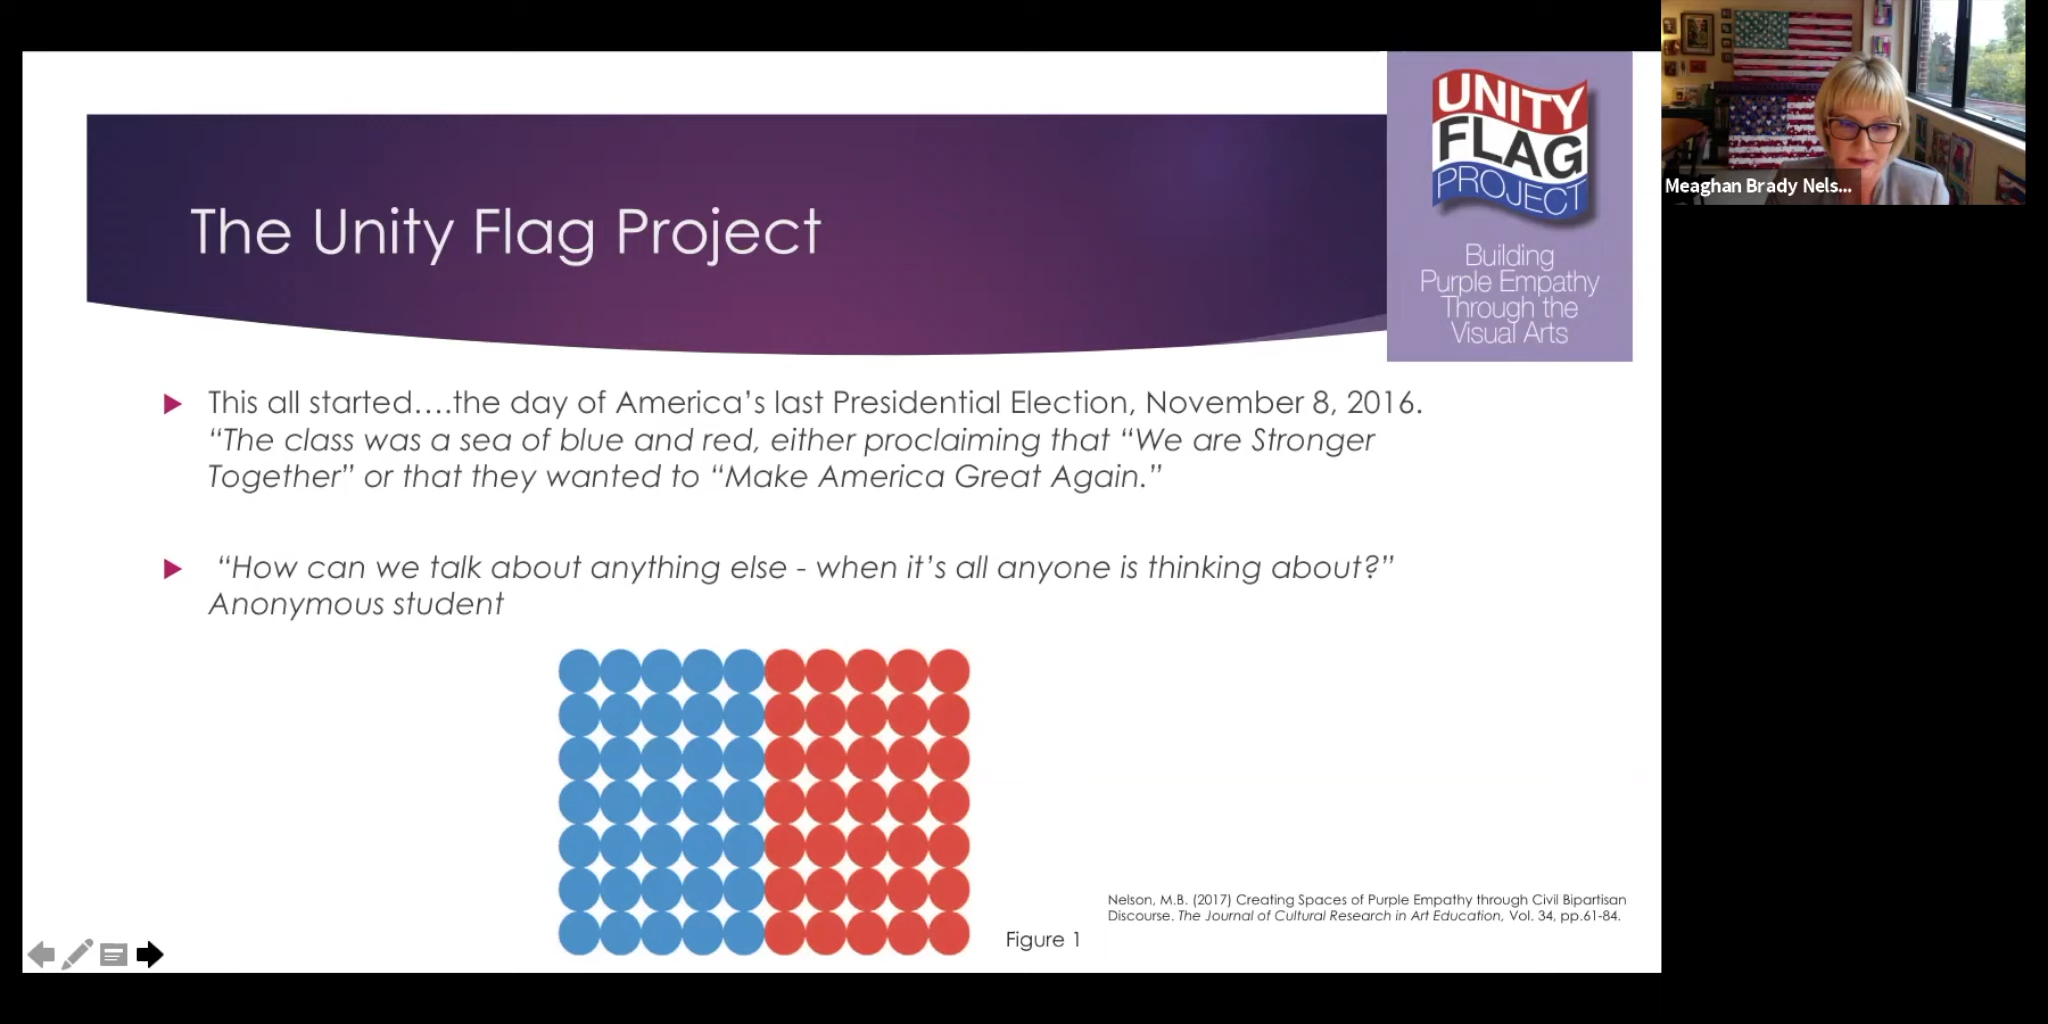 The Unity Flag Project
UNITY
FLAG
PROJECT
Building
Purple Empathy
Through the
Visual Arts
Meaghan Brady Nels...
This all started….the day of America’s last Presidential Election, November 8, 2016.
“The class was a sea of blue and red, either proclaiming that “We are Stronger
Together” or that they wanted to “Make America Great Again.”
“How can we talk about anything else - when it’s all anyone is thinking about?”
Anonymous student
Nelson, M.B. (2017) Creating Spaces of Purple Empathy through Civil Bipartisan
Discourse. The Journal of Cultural Research in Art Education, Vol. 34, pp.61-84.
Figure 1